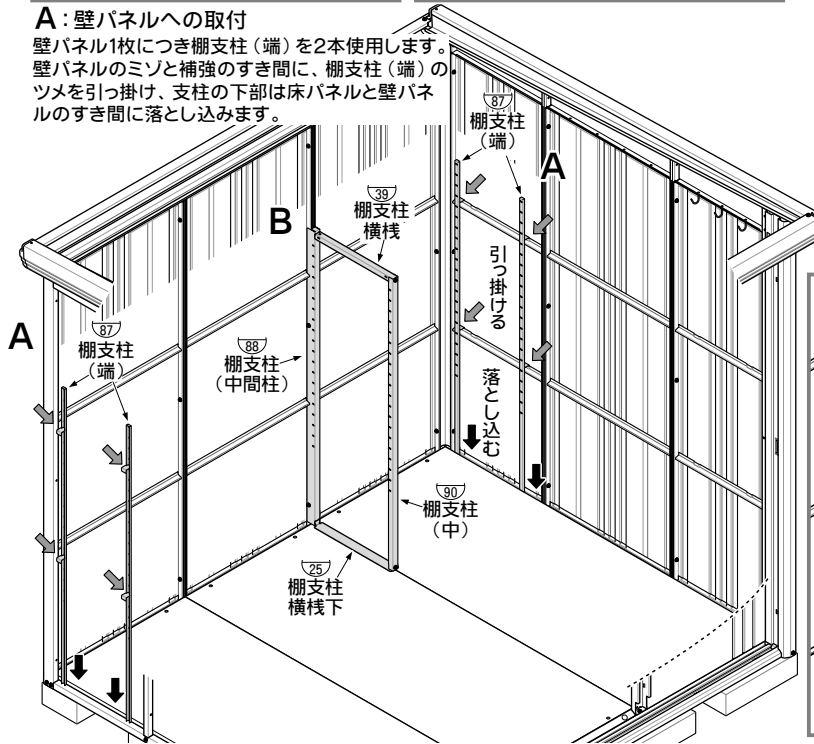 A：壁パネルへの取付
壁パネル1枚につき棚支柱（端）を2本使用します。
壁パネルのミゾと補強のすき間に、棚支柱（端）の
ツメを引っ掛け、支柱の下部は床パネルと壁パネ
ルのすき間に落とし込みます。
87
棚支柱
（端）
A
39
棚支柱
横桟
B
引っ掛ける
A
87
棚支柱
（端）
88
棚支柱
（中間柱）
落とし込む
90
棚支柱
（中）
25
棚支柱
横桟下